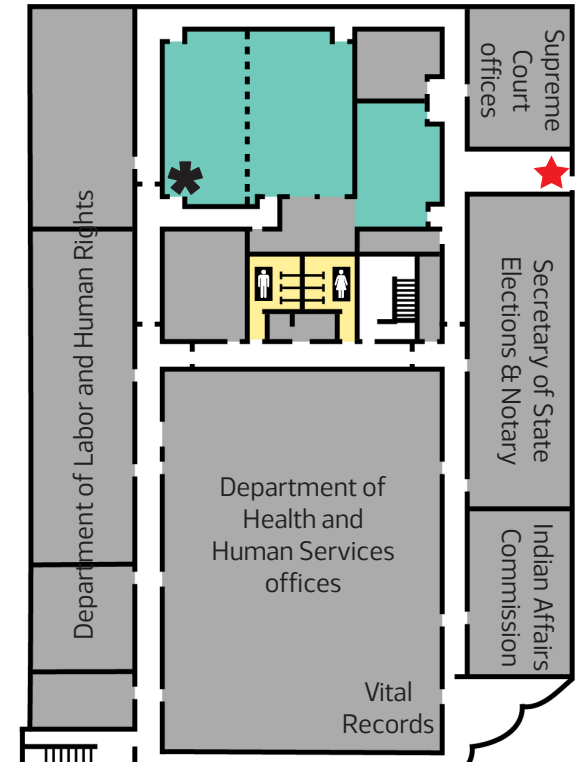 Supreme
Court
offices
Department of Labor and Human Rights
Secretary of State
Elections & Notary
Department of
Health and
Human Services
offices
Indian Affairs
Commission
Vital
Records